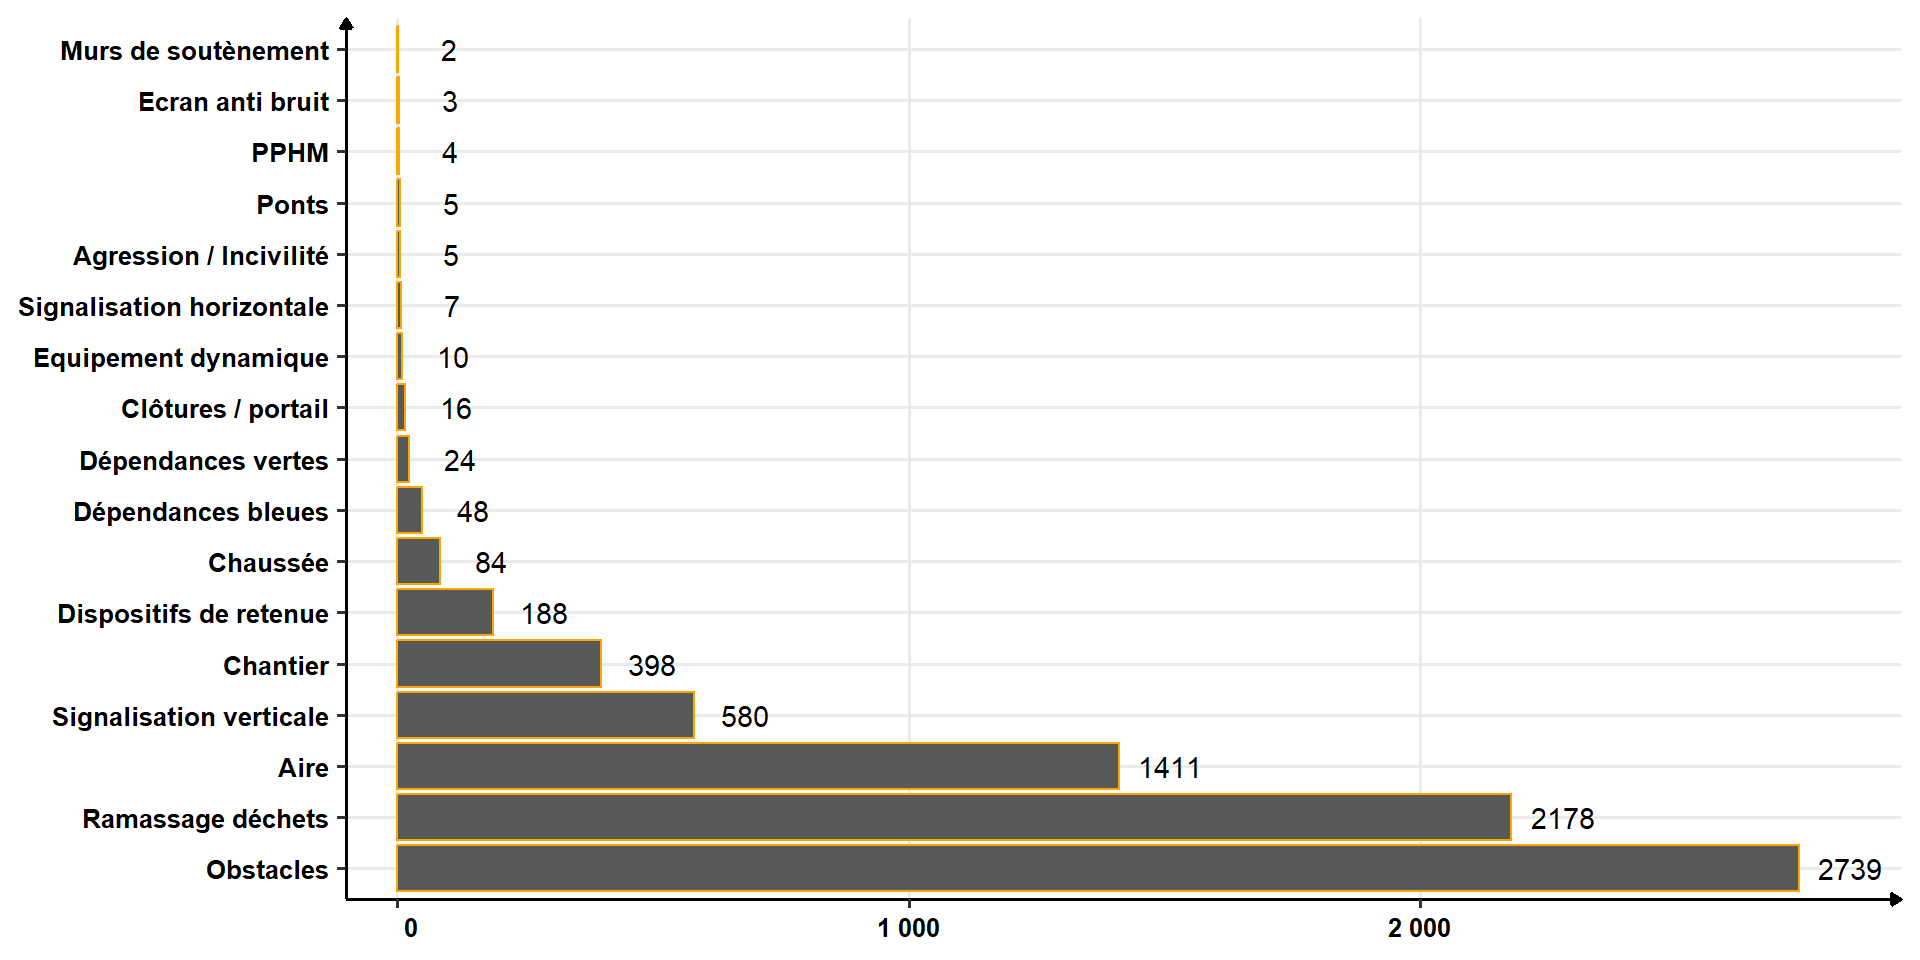 Murs de soutènement 2
Ecran anti bruit 3
PPHM 4
Ponts 5
Agression / Incivilité 5
Signalisation horizontale 7
Equipement dynamique 10
Clôtures / portail 16
Dépendances vertes 24
Dépendances bleues 48
Chaussée 84
Dispositifs de retenue 188
Chantier 398
Signalisation verticale 580
Aire 1411
Ramassage déchets 2178
Obstacles 2739
0 1 000 2 000